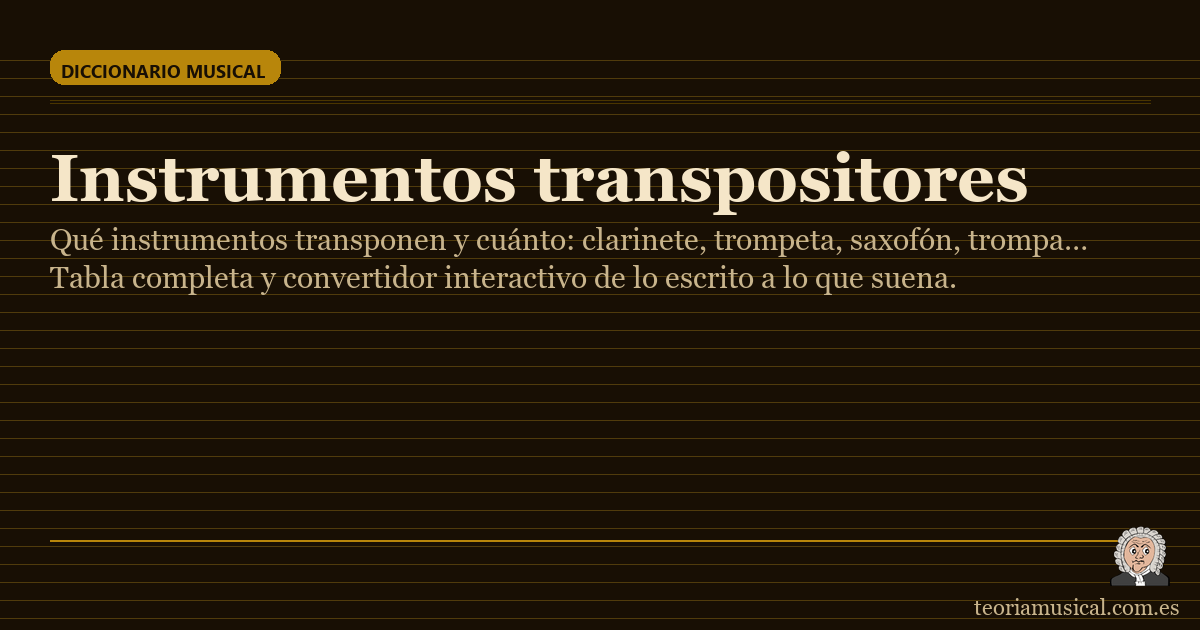 DICCIONARIO MUSICAL
Instrumentos transpositores
Qué instrumentos transponen y cuánto: clarinete, trompeta, saxofón, trompa...
Tabla completa y convertidor interactivo de lo escrito a lo que suena.
teoriamusical.com.es